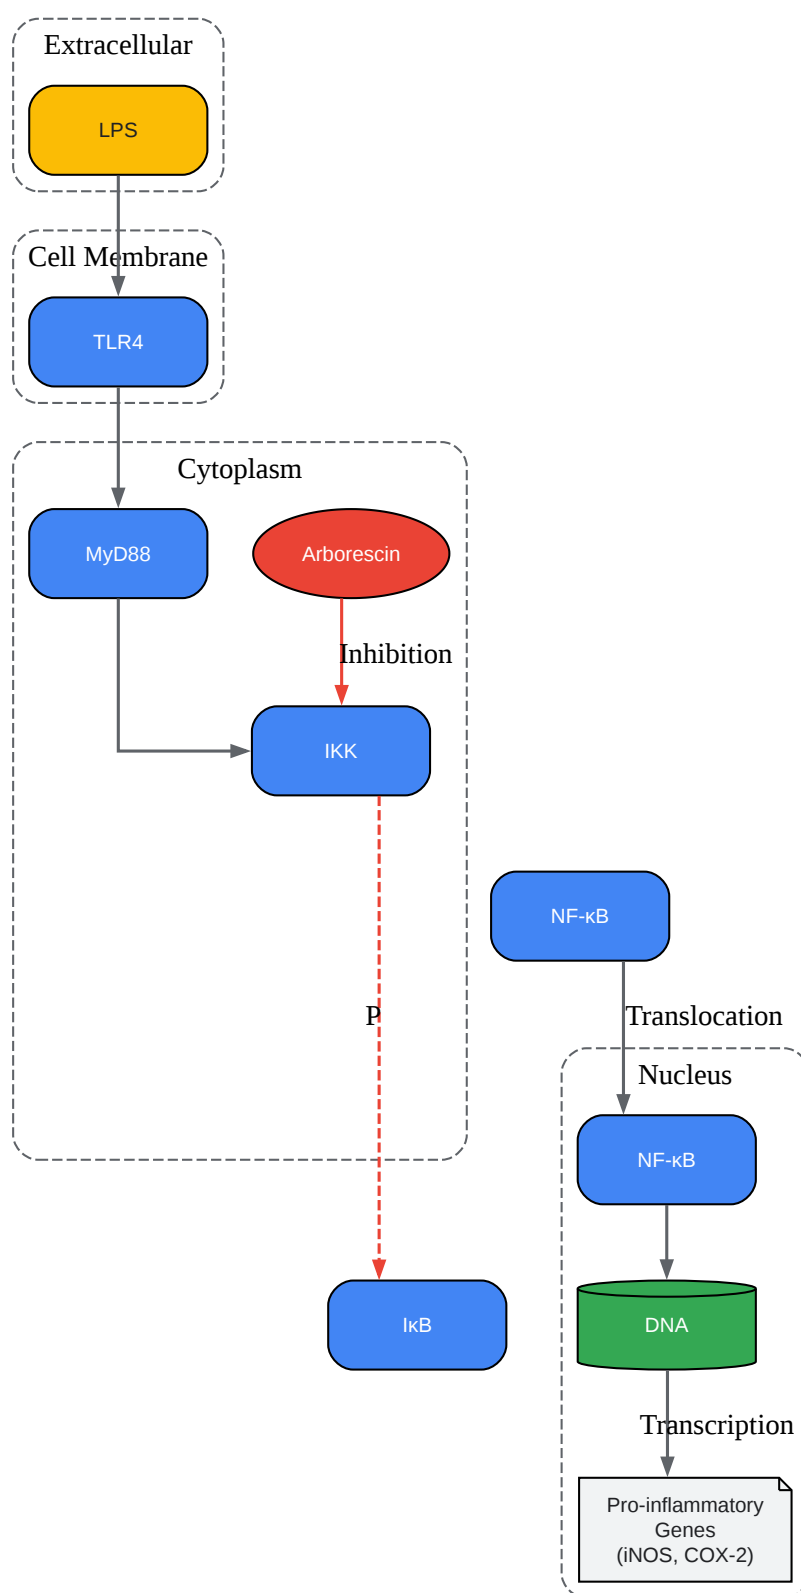 Extracellular
LPS
Cell Membrane
TLR4
Cytoplasm
MyD88
Arborescin
Inhibition
IKK
NF-κB
P
Translocation
Nucleus
NF-κB
IκB
DNA
Transcription
Pro-inflammatory
Genes
(iNOS, COX-2)